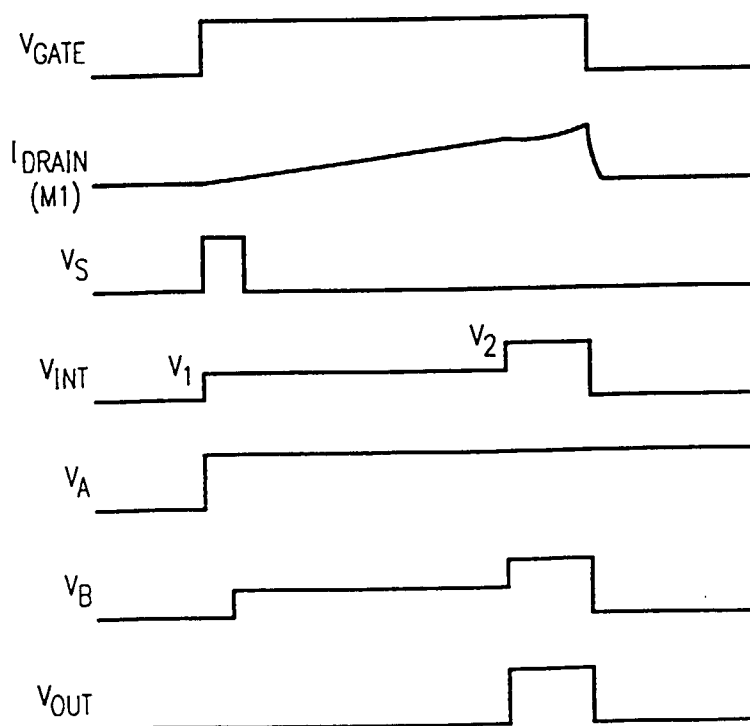 VGATE
IDRAIN
(M1)
VS
VINT
V1
V2
VA
VB
VOUT